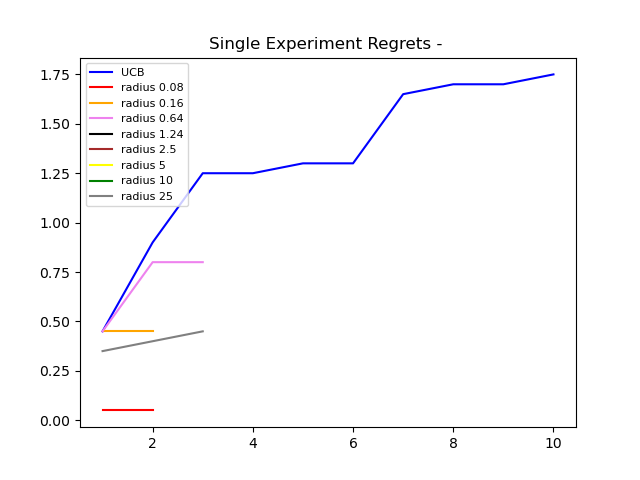 Single Experiment Regrets -
UCB
radius 0.08
radius 0.16
radius 0.64
radius 1.24
radius 2.5
radius 5
radius 10
radius 25
1.75
1.50
1.25
1.00
0.75
0.50
0.25
0.00
2 4 6 8 10